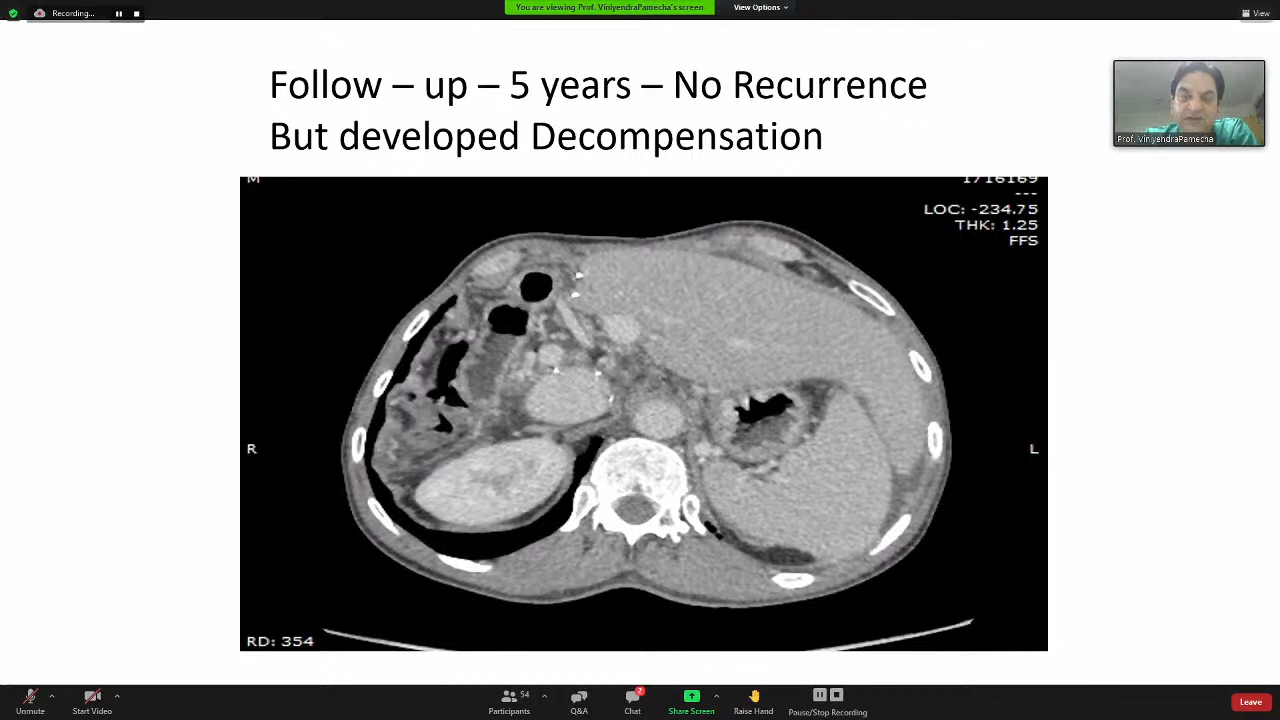 Recording...
You are viewing Prof. ViniyendraPamecha's screen
View Options
View
Follow – up – 5 years – No Recurrence
But developed Decompensation
Prof. ViniyendraPamecha
M
1716169
---
LOC: -234.75
THK: 1.25
FFS
R
L
RD: 354
Unmute
Start Video
54
Participants
Q&A
2
Chat
Share Screen
Raise Hand
Pause/Stop Recording
Leave